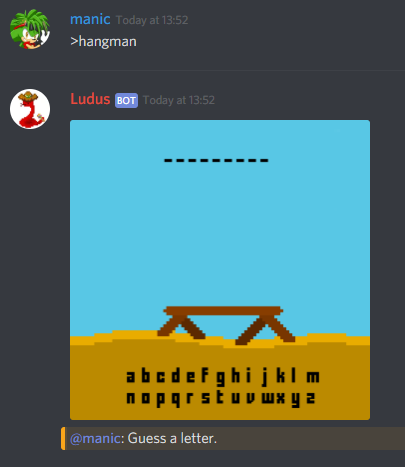 manic Today at 13:52
>hangman
Ludus BOT Today at 13:52
---------
a b c d e f g h i j k l m
n o p q r s t u v w x y z
@manic: Guess a letter.